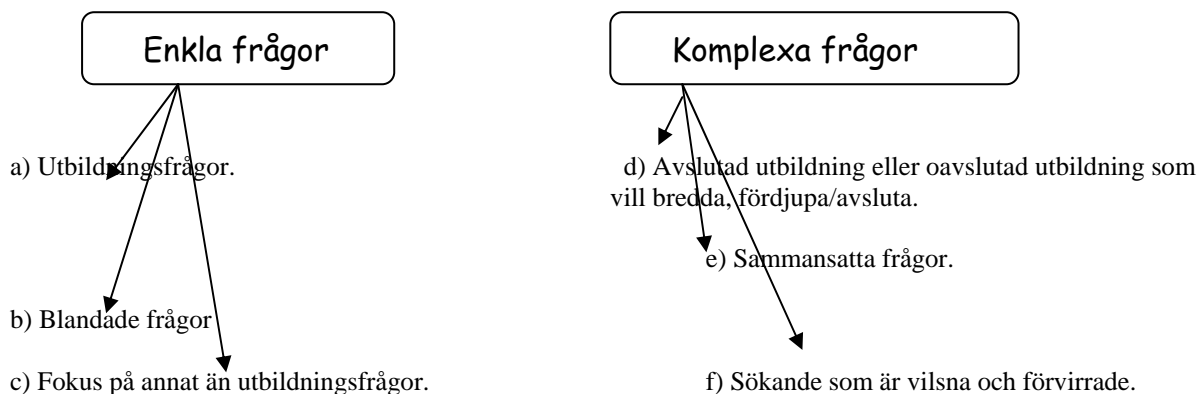 Enkla frågor
a) Utbildningsfrågor.
b) Blandade frågor
c) Fokus på annat än utbildningsfrågor.
Komplexa frågor
d) Avslutad utbildning eller oavslutad utbildning som
vill bredda, fördjupa/avsluta.
e) Sammansatta frågor.
f) Sökande som är vilsna och förvirrade.